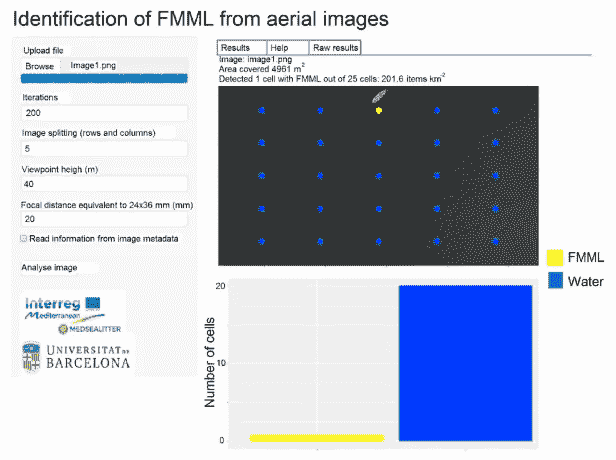 Identification of FMML from aerial images
Upload file
Browse Image1.png
Iterations
200
Image splitting (rows and columns)
5
Viewpoint heigh (m)
40
Focal distance equivalent to 24x36 mm (mm)
20
Read information from image metadata
Analyse image
Interreg
Mediterranean
MEDSEALITTER
UNIVERSITAT DE
BARCELONA
Results Help Raw results
Image: image1.png
Area covered 4961 m²
Detected 1 cell with FMML out of 25 cells: 201.6 items km⁻²
FMML
Water
Number of cells
20
10
0